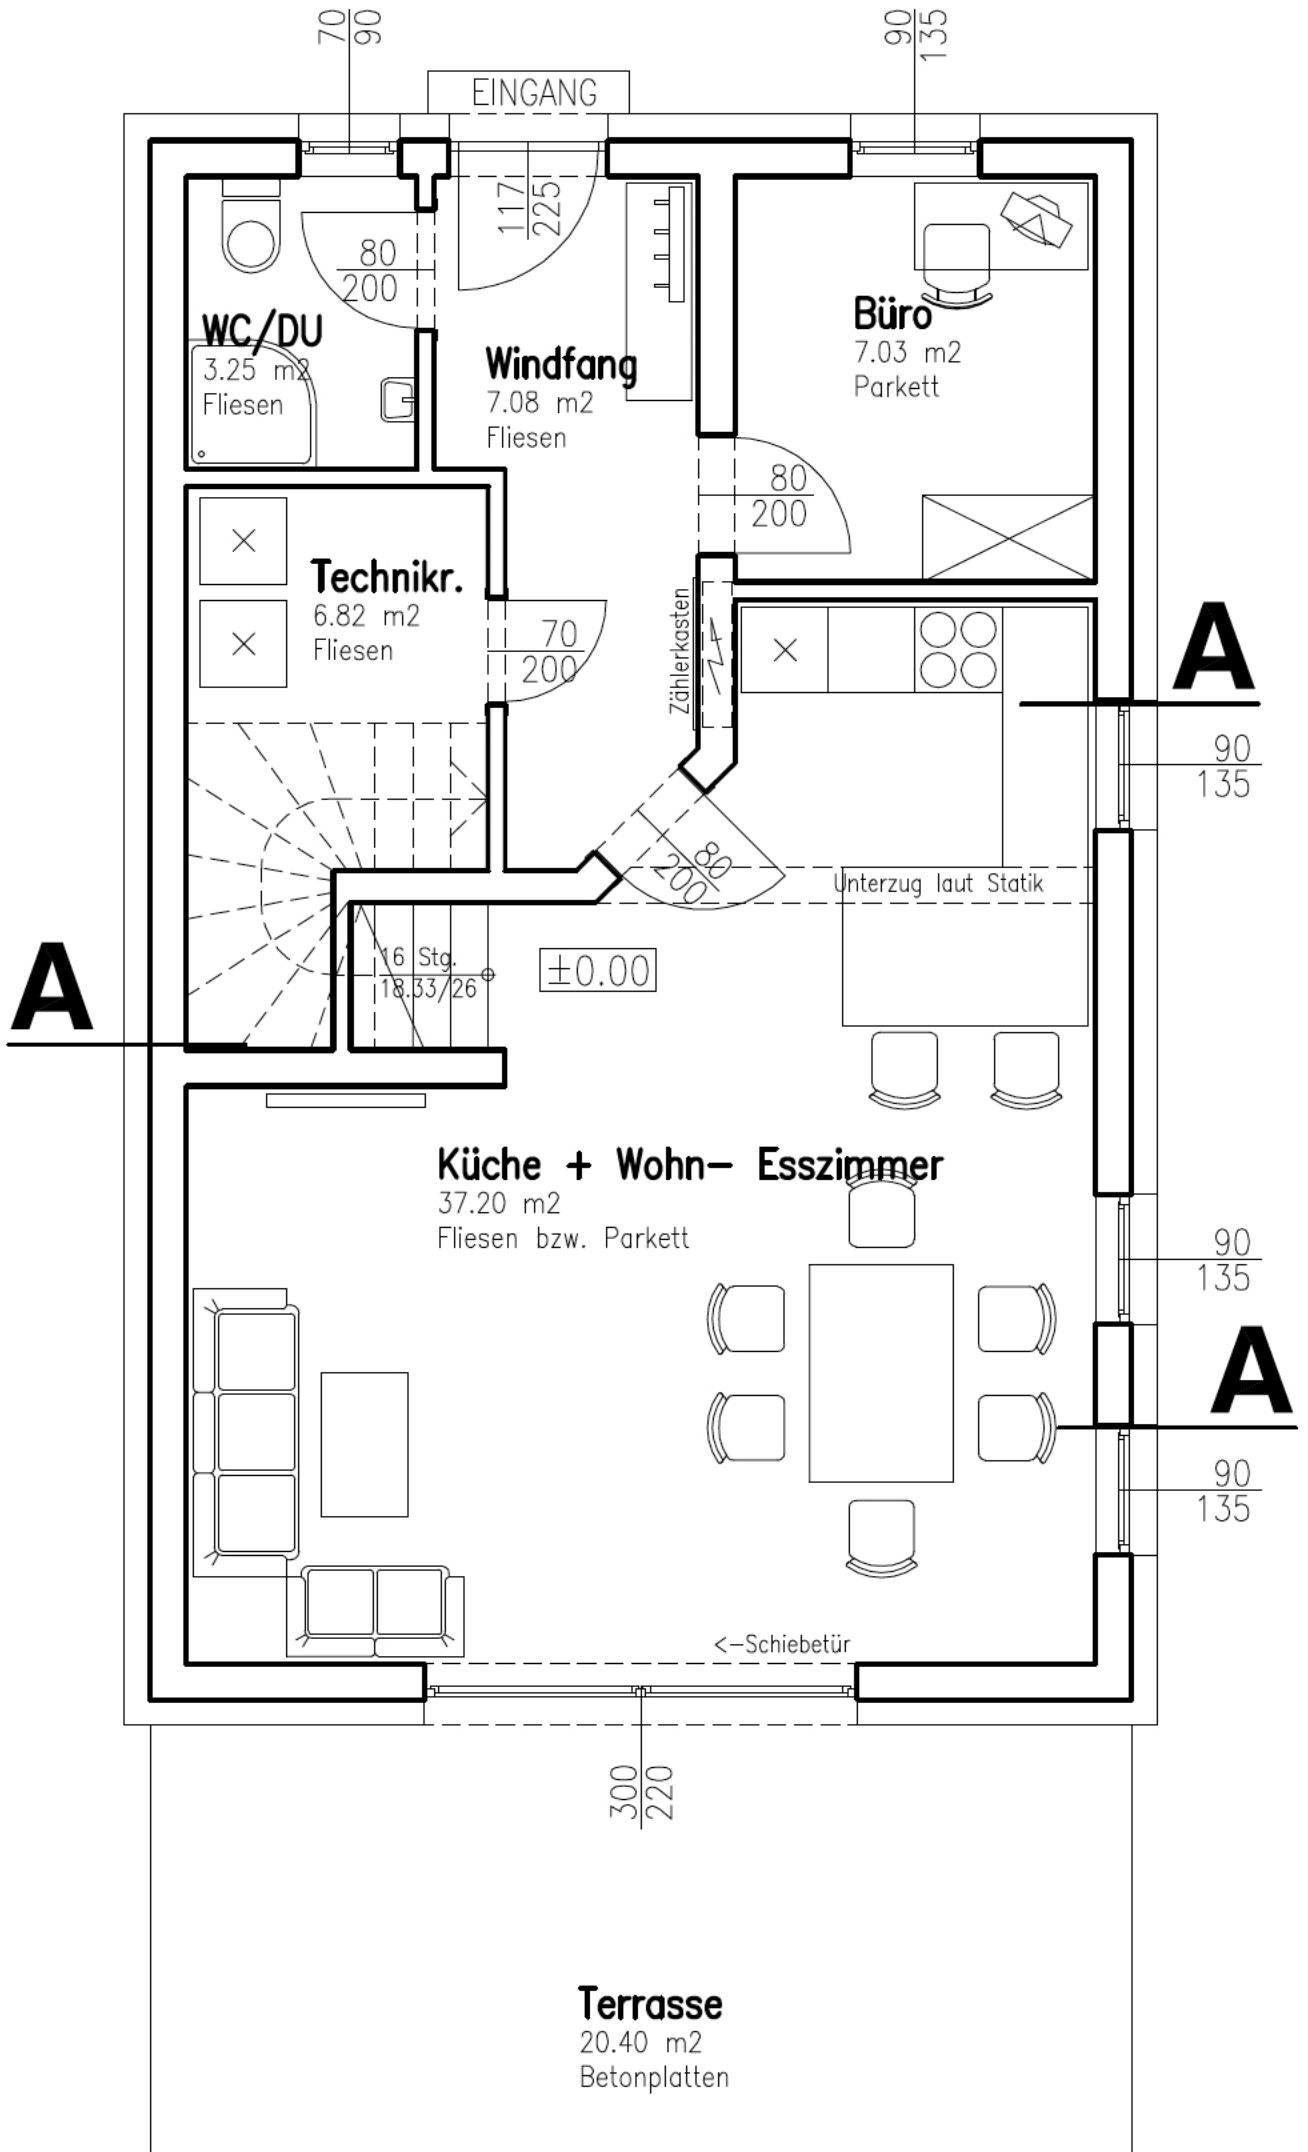 70
90
90
135
EINGANG
117
225
80
200
WC/DU
3.25 m2
Fliesen
Windfang
7.08 m2
Fliesen
Büro
7.03 m2
Parkett
80
200
Technikr.
6.82 m2
Fliesen
70
200
Zählerkasten
A
90
135
80
200
Unterzug laut Statik
A
16 Stg.
18.33/26
±0.00
Küche + Wohn- Esszimmer
37.20 m2
Fliesen bzw. Parkett
90
135
A
90
135
<-Schiebetür
300
220
Terrasse
20.40 m2
Betonplatten